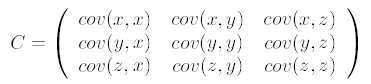 cov(x, x) cov(x, y) cov(x, z)
C = ( cov(y, x) cov(y, y) cov(y, z) )
cov(z, x) cov(z, y) cov(z, z)